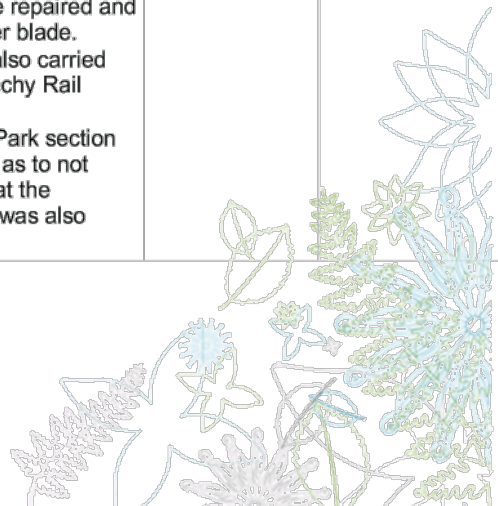 repaired and
r blade.
also carried
chy Rail
Park section
as to not
at the
was also